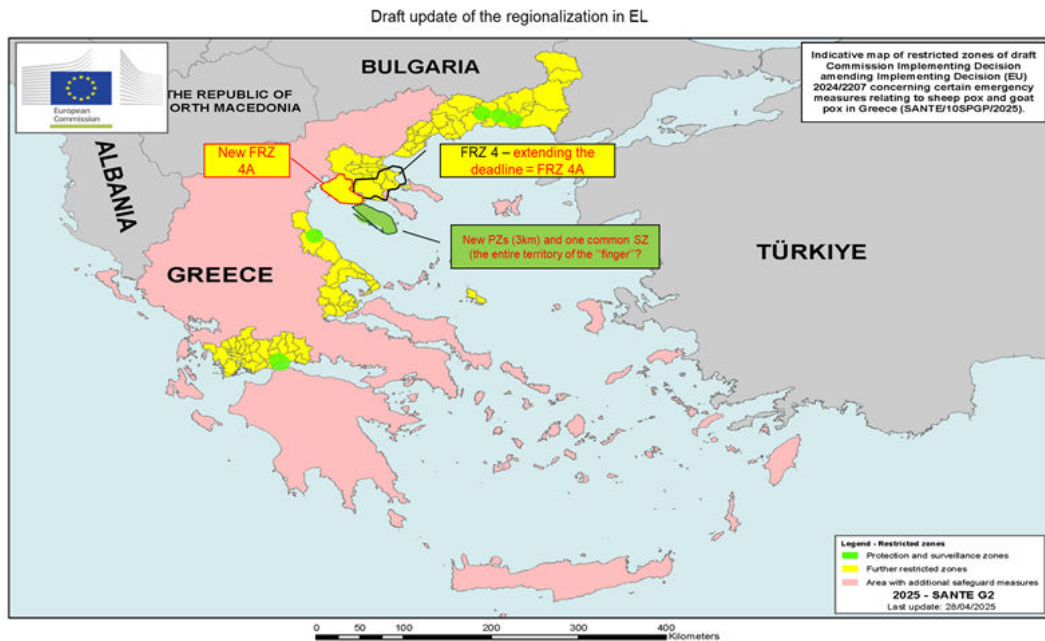 Draft update of the regionalization in EL
European
Commission
BULGARIA
THE REPUBLIC OF
NORTH MACEDONIA
Indicative map of restricted zones of draft
Commission Implementing Decision
amending Implementing Decision (EU)
2024/2207 concerning certain emergency
measures relating to sheep pox and goat
pox in Greece (SANTE/10SPGP/2025).
ALBANIA
New FRZ
4A
FRZ 4 – extending the
deadline = FRZ 4A
New PZs (3km) and one common SZ
(the entire territory of the "finger"?
GREECE
TÜRKIYE
Legend - Restricted zones
Protection and surveillance zones
Further restricted zones
Area with additional safeguard measures
2025 - SANTE G2
Last update: 28/04/2025
0 50 100 200 300 400
Kilometers